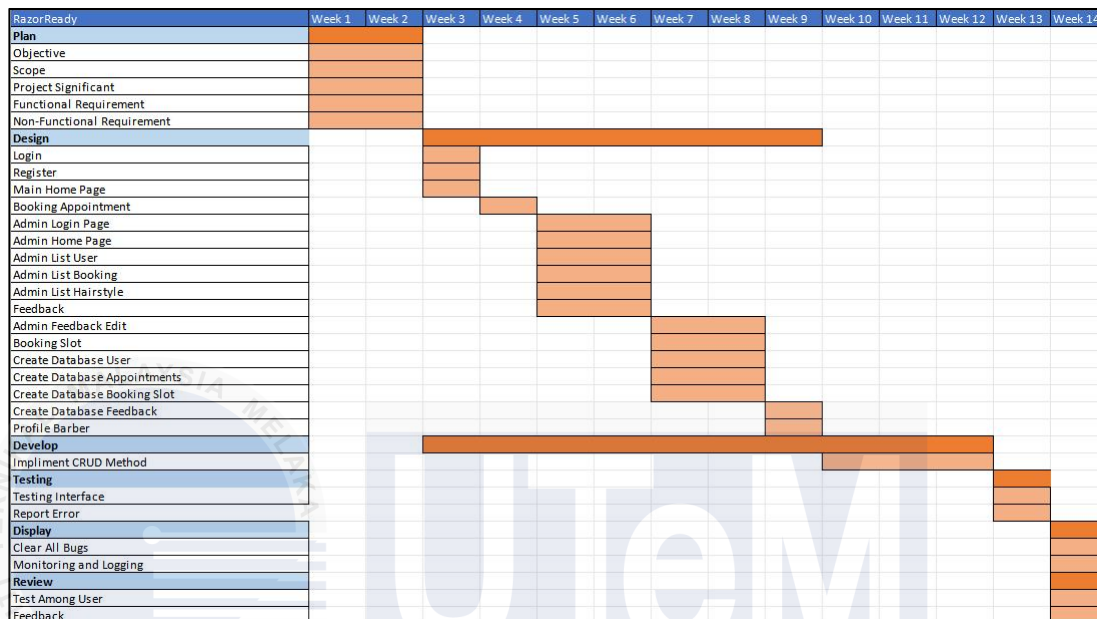 RazorReady Week 1 Week 2 Week 3 Week 4 Week 5 Week 6 Week 7 Week 8 Week 9 Week 10 Week 11 Week 12 Week 13 Week 14
Plan
Objective
Scope
Project Significant
Functional Requirement
Non-Functional Requirement
Design
Login
Register
Main Home Page
Booking Appointment
Admin Login Page
Admin Home Page
Admin List User
Admin List Booking
Admin List Hairstyle
Feedback
Admin Feedback Edit
Booking Slot
Create Database User
Create Database Appointments
Create Database Booking Slot
Create Database Feedback
Profile Barber
Develop
Impliment CRUD Method
Testing
Testing Interface
Report Error
Display
Clear All Bugs
Monitoring and Logging
Review
Test Among User
Feedback
MELAKA
UTeM